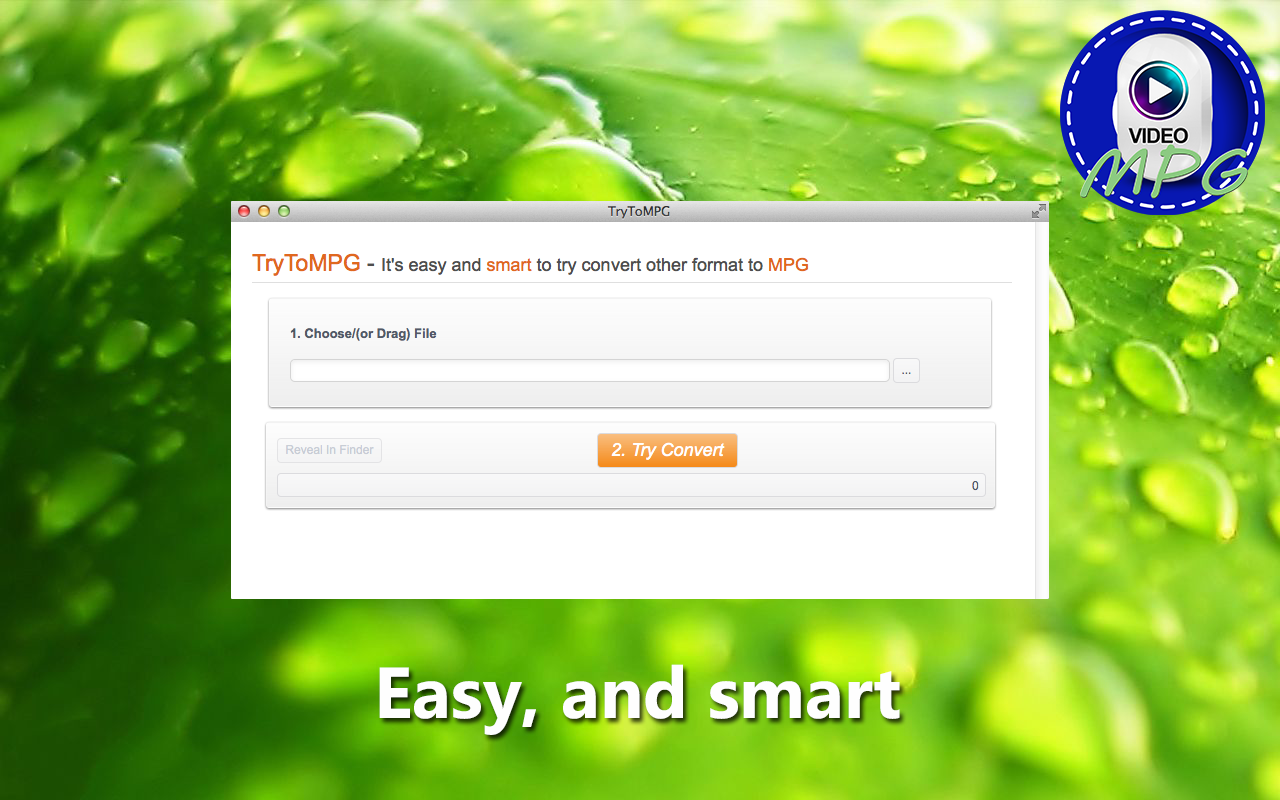 VIDEO
MPG
TryToMPG
TryToMPG - It's easy and smart to try convert other format to MPG
1. Choose/(or Drag) File
...
Reveal In Finder
2. Try Convert
0
Easy, and smart